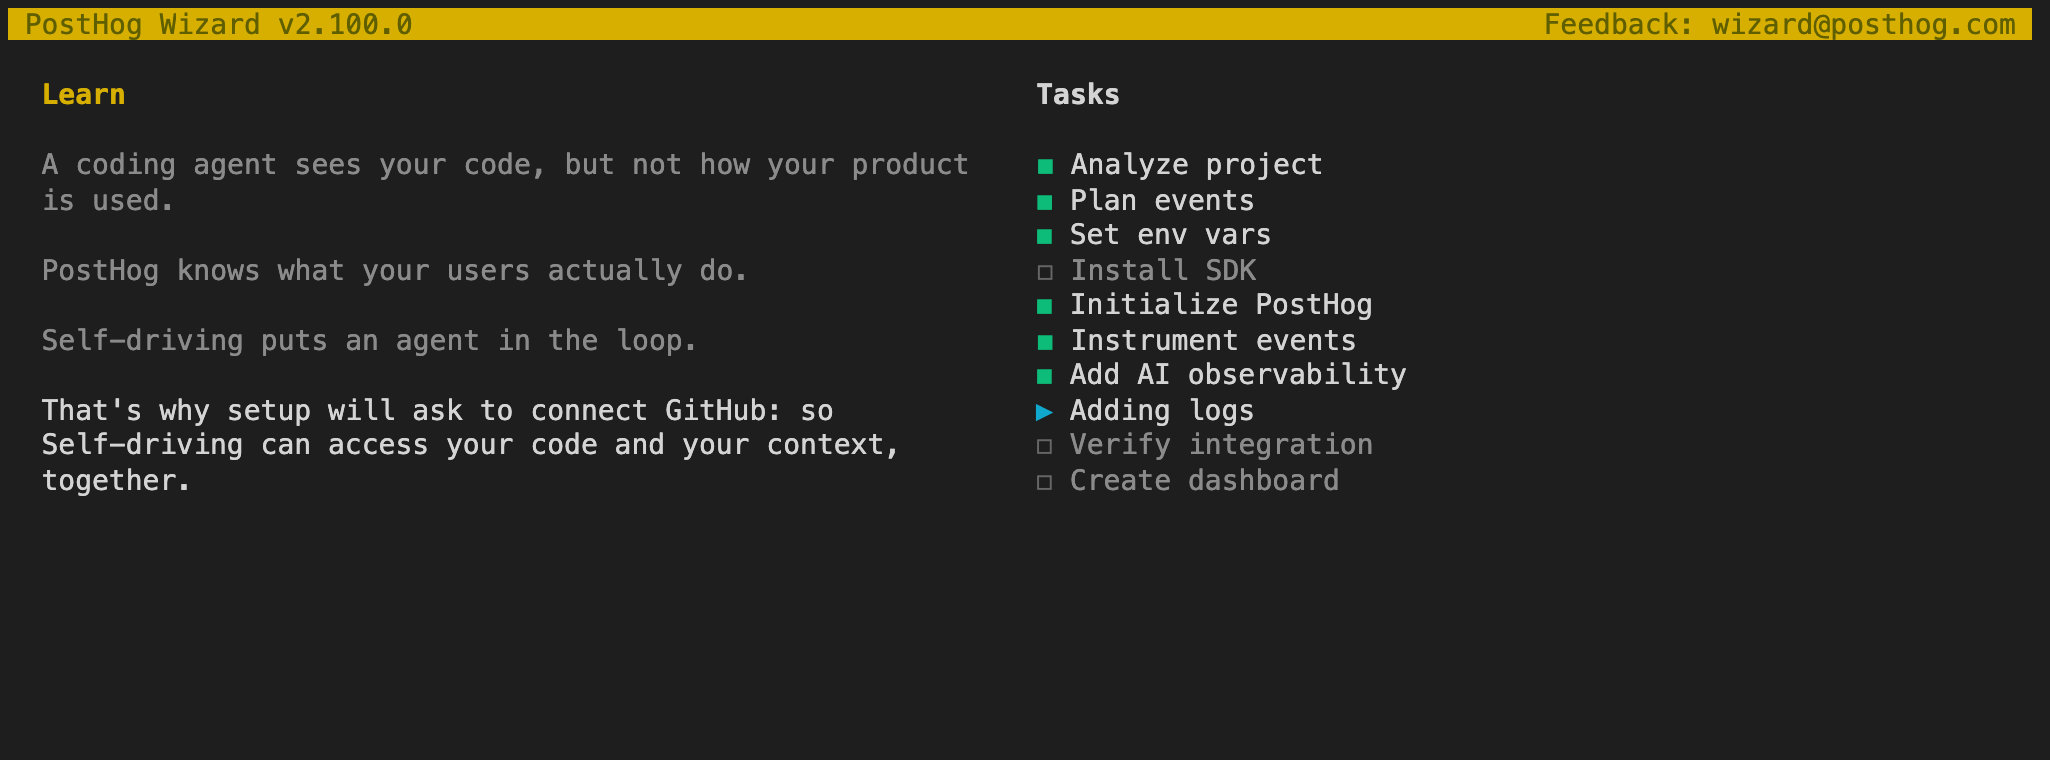 PostHog Wizard v2.100.0
Feedback: wizard@posthog.com
Learn
A coding agent sees your code, but not how your product
is used.
PostHog knows what your users actually do.
Self-driving puts an agent in the loop.
That's why setup will ask to connect GitHub: so
Self-driving can access your code and your context,
together.
Tasks
Analyze project
Plan events
Set env vars
Install SDK
Initialize PostHog
Instrument events
Add AI observability
Adding logs
Verify integration
Create dashboard